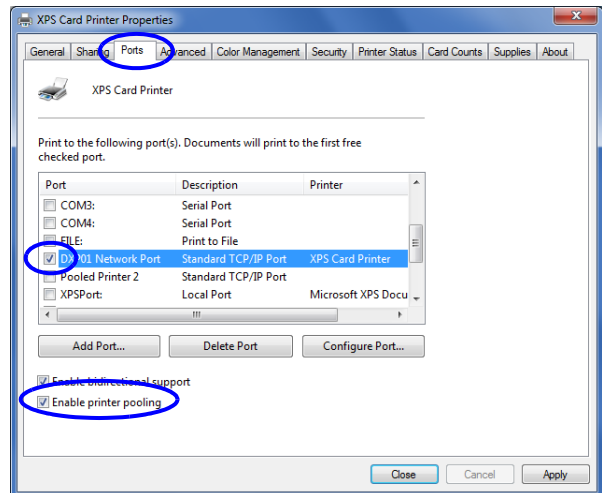 XPS Card Printer Properties
General Sharing Ports Advanced Color Management Security Printer Status Card Counts Supplies About
XPS Card Printer
Print to the following port(s). Documents will print to the first free
checked port.
Port Description Printer
COM3: Serial Port
COM4: Serial Port
FILE: Print to File
Network Port Standard TCP/IP Port XPS Card Printer
Pooled Printer 2 Standard TCP/IP Port
XPSPort: Local Port Microsoft XPS Docu
Add Port... Delete Port Configure Port...
Enable bidirectional support
Enable printer pooling
Close Cancel Apply